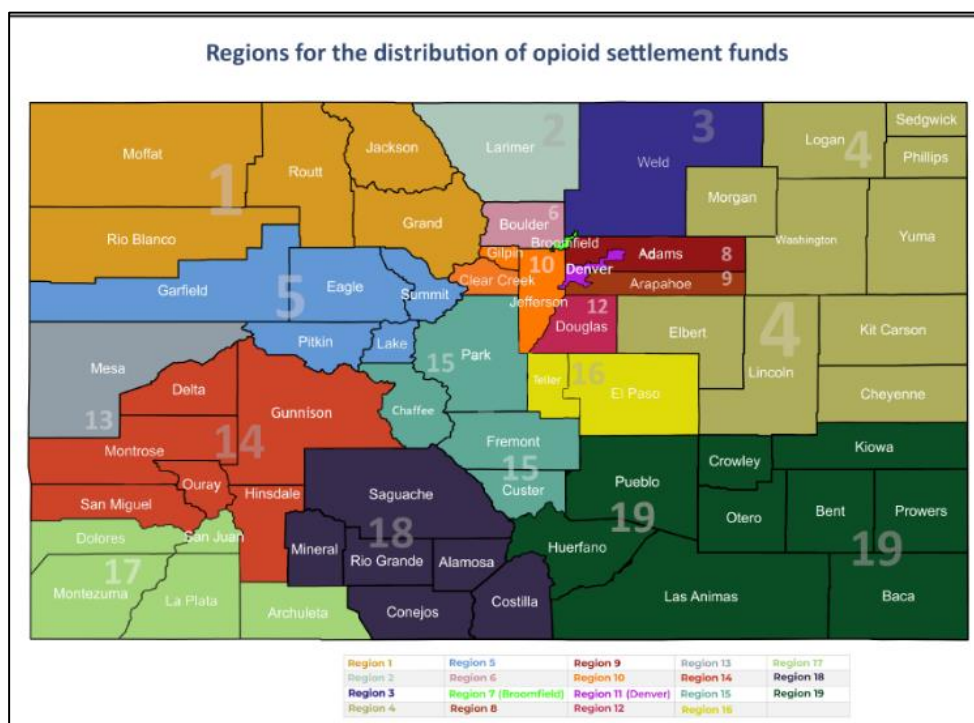 Regions for the distribution of opioid settlement funds
Moffat
Routt
Jackson
Larimer
2
Weld
3
Logan
4
Sedgwick
Phillips
Morgan
1
Rio Blanco
Grand
Boulder
6
Broomfield
Washington
Yuma
Gilpin
10
Clear Creek
Denver
Adams
8
Arapahoe
9
Garfield
5
Eagle
Summit
Jefferson
Douglas
12
Elbert
4
Lincoln
Kit Carson
Pitkin
Lake
15
Park
Mesa
13
Delta
Gunnison
Chaffee
Teller
16
El Paso
Cheyenne
Montrose
14
Fremont
15
Custer
Pueblo
19
Crowley
Kiowa
Ouray
San Miguel
Hinsdale
Saguache
18
Otero
Bent
Prowers
19
Dolores
San Juan
Mineral
Rio Grande
Alamosa
Huerfano
17
Montezuma
La Plata
Archuleta
Conejos
Costilla
Las Animas
Baca
Region 1 Region 5 Region 9 Region 13 Region 17
Region 2 Region 6 Region 10 Region 14 Region 18
Region 3 Region 7 (Broomfield) Region 11 (Denver) Region 15 Region 19
Region 4 Region 8 Region 12 Region 16